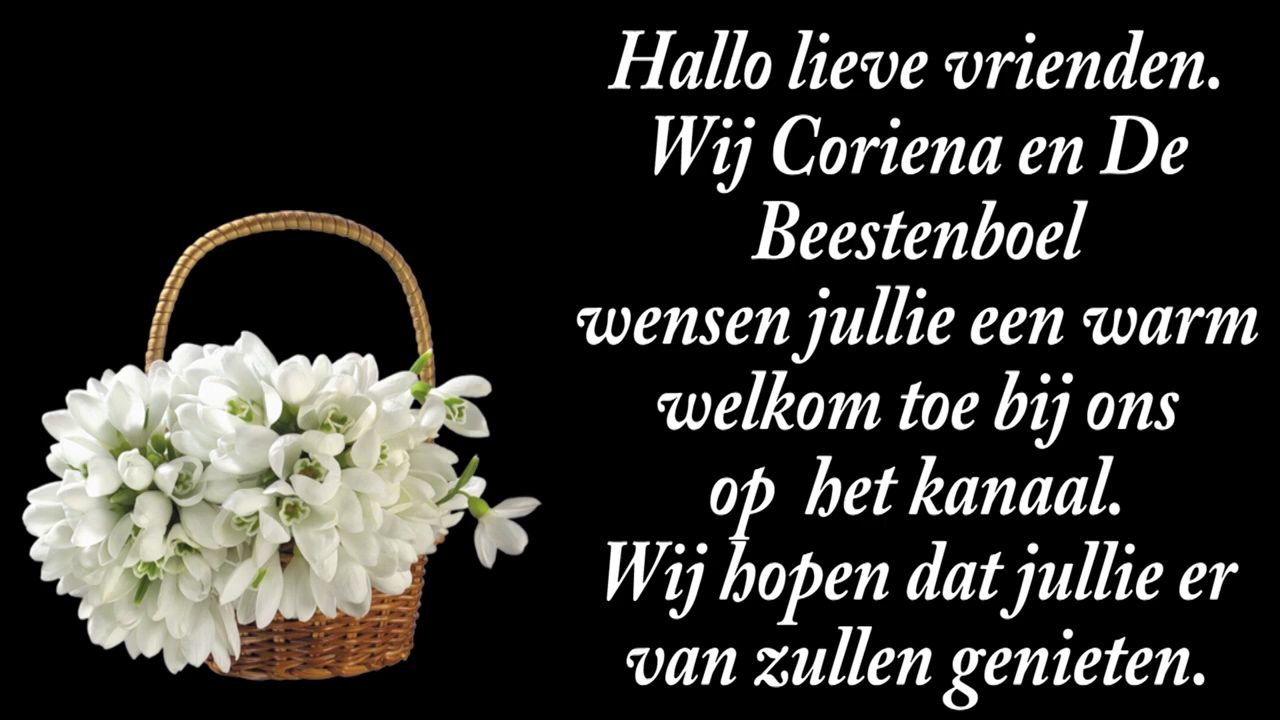 Hallo lieve vrienden.
Wij Coriena en De
Beestenboel
wensen jullie een warm
welkom toe bij ons
op  het kanaal.
Wij hopen dat jullie er
van zullen genieten.